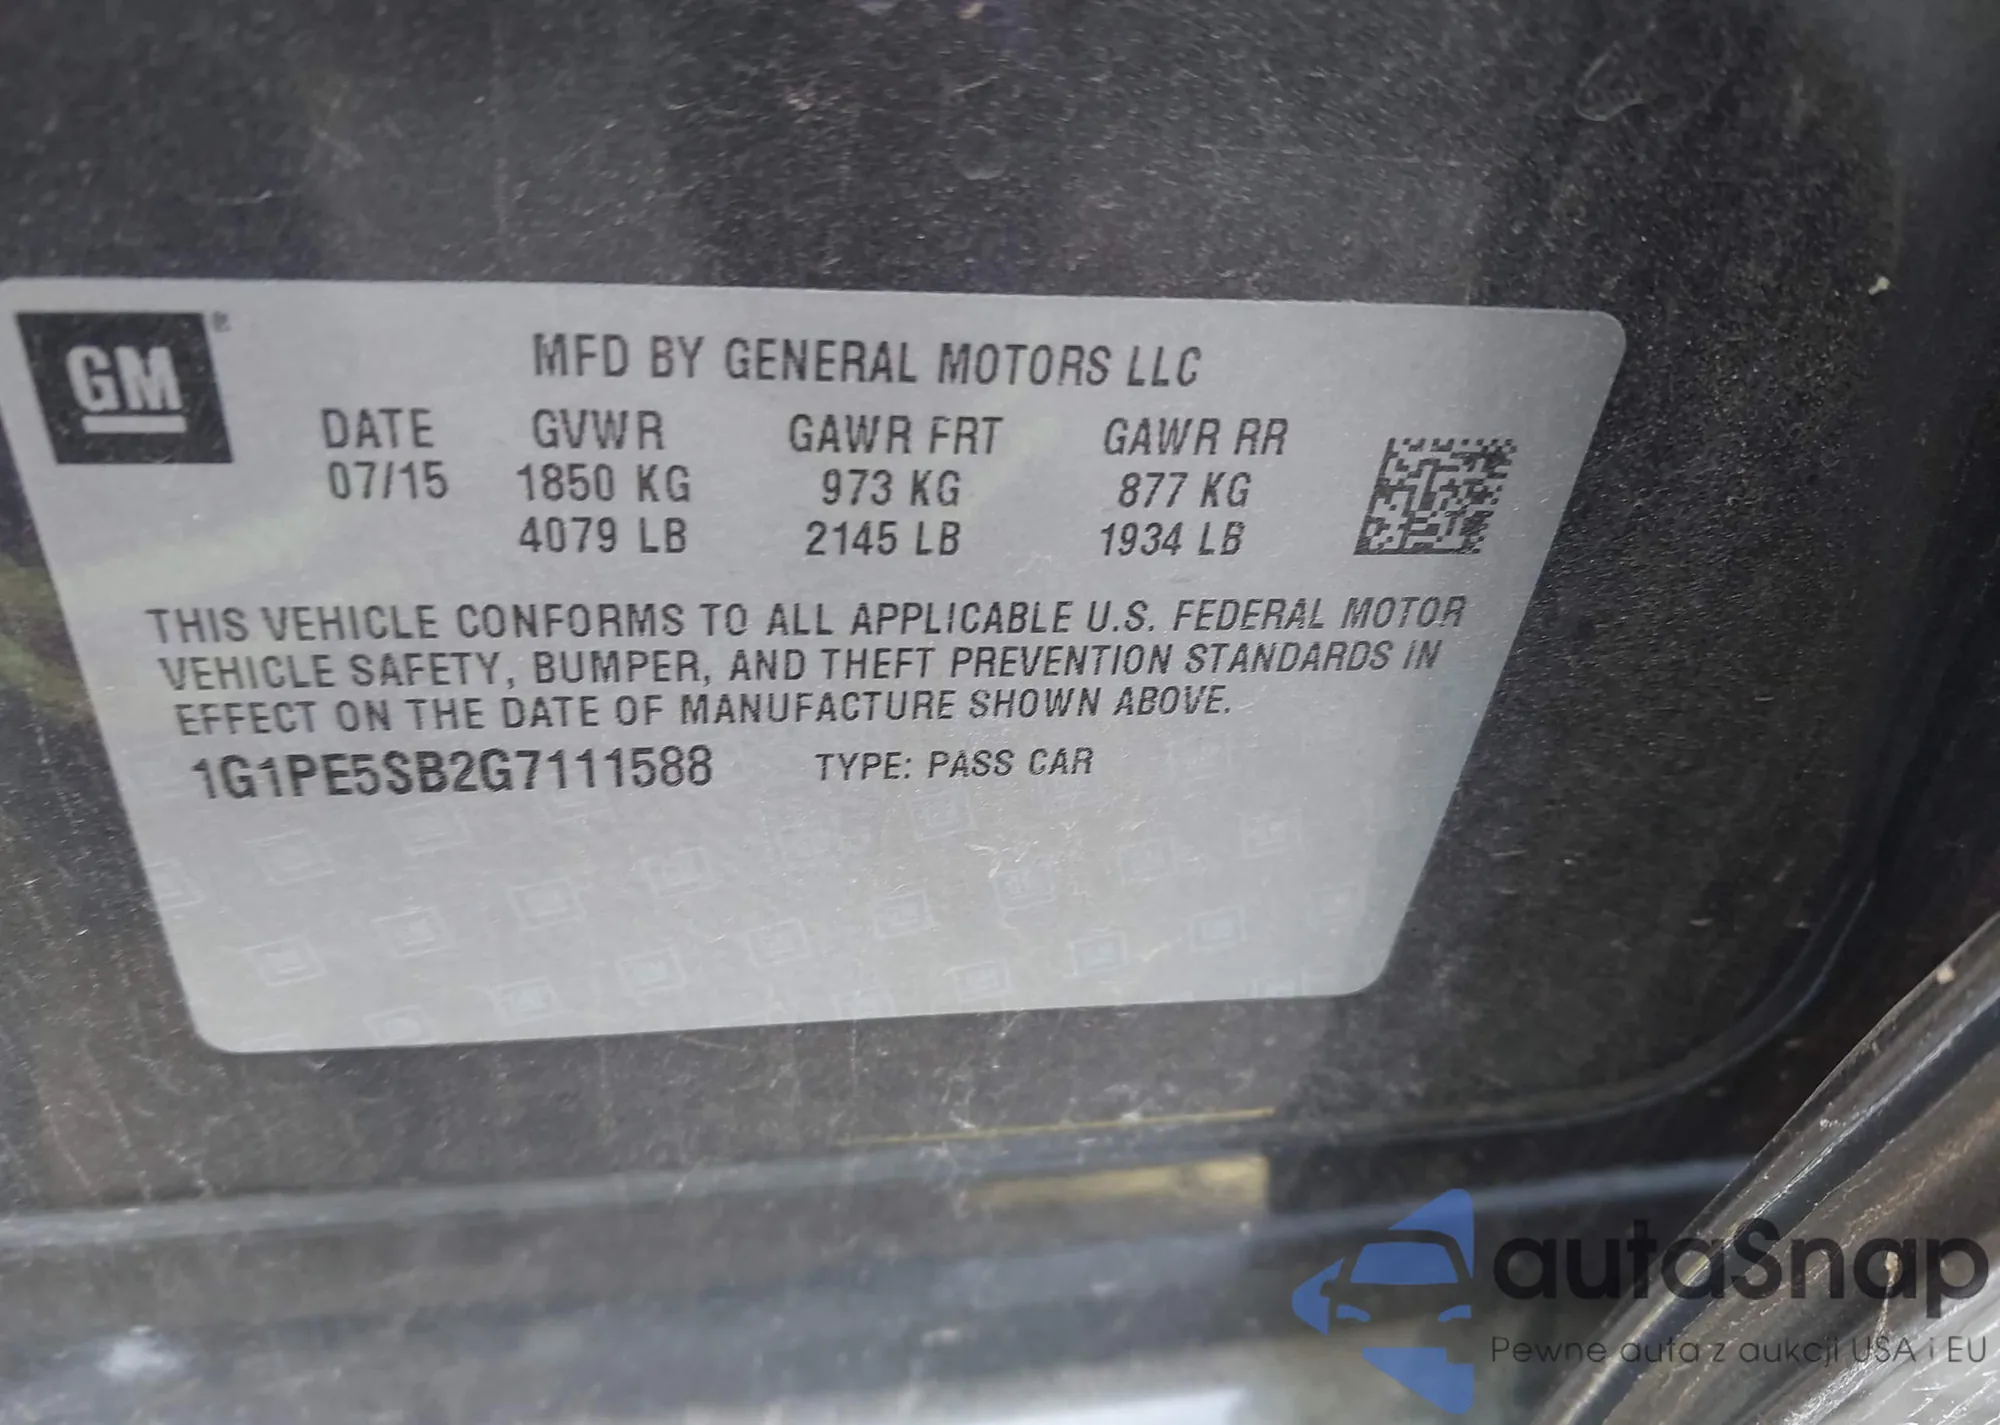 GM ®
MFD BY GENERAL MOTORS LLC
DATE GVWR GAWR FRT GAWR RR
07/15 1850 KG 973 KG 877 KG
4079 LB 2145 LB 1934 LB
THIS VEHICLE CONFORMS TO ALL APPLICABLE U.S. FEDERAL MOTOR
VEHICLE SAFETY, BUMPER, AND THEFT PREVENTION STANDARDS IN
EFFECT ON THE DATE OF MANUFACTURE SHOWN ABOVE.
1G1PE5SB2G7111588 TYPE: PASS CAR
autaSnap
Pewne auta z aukcji USA i EU